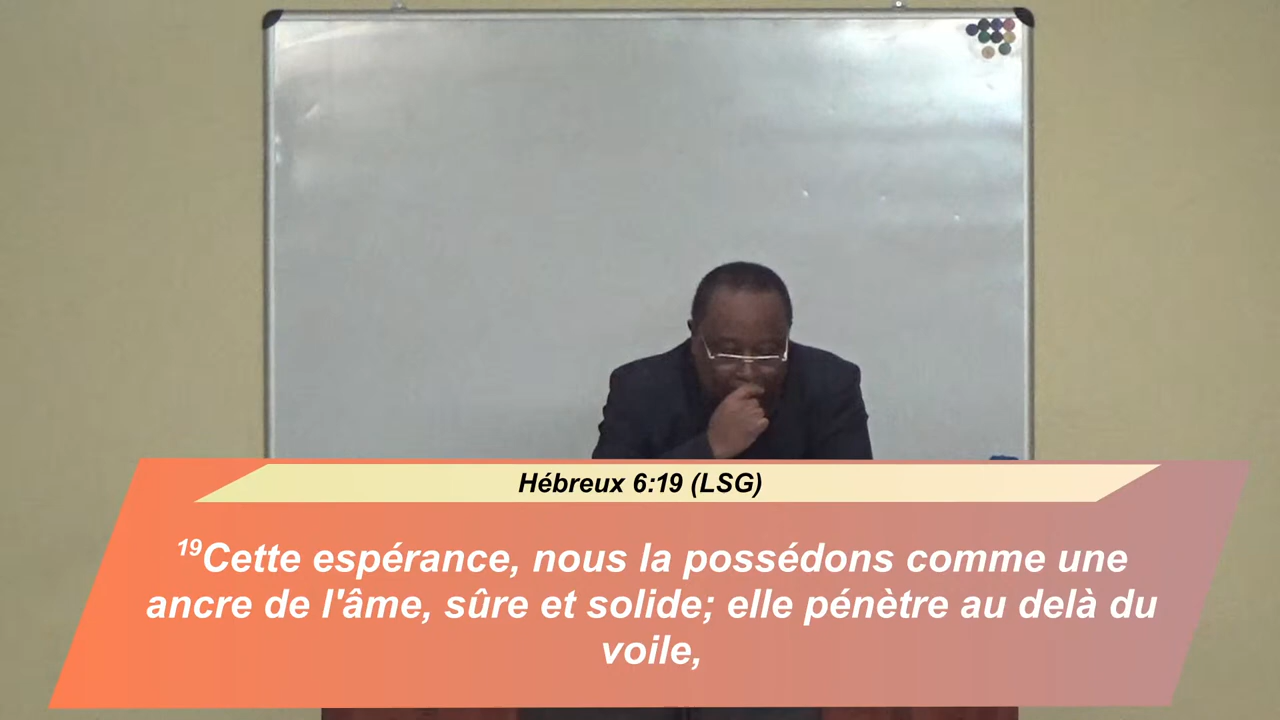 Hébreux 6:19 (LSG)
¹⁹Cette espérance, nous la possédons comme une
ancre de l'âme, sûre et solide; elle pénètre au delà du
voile,